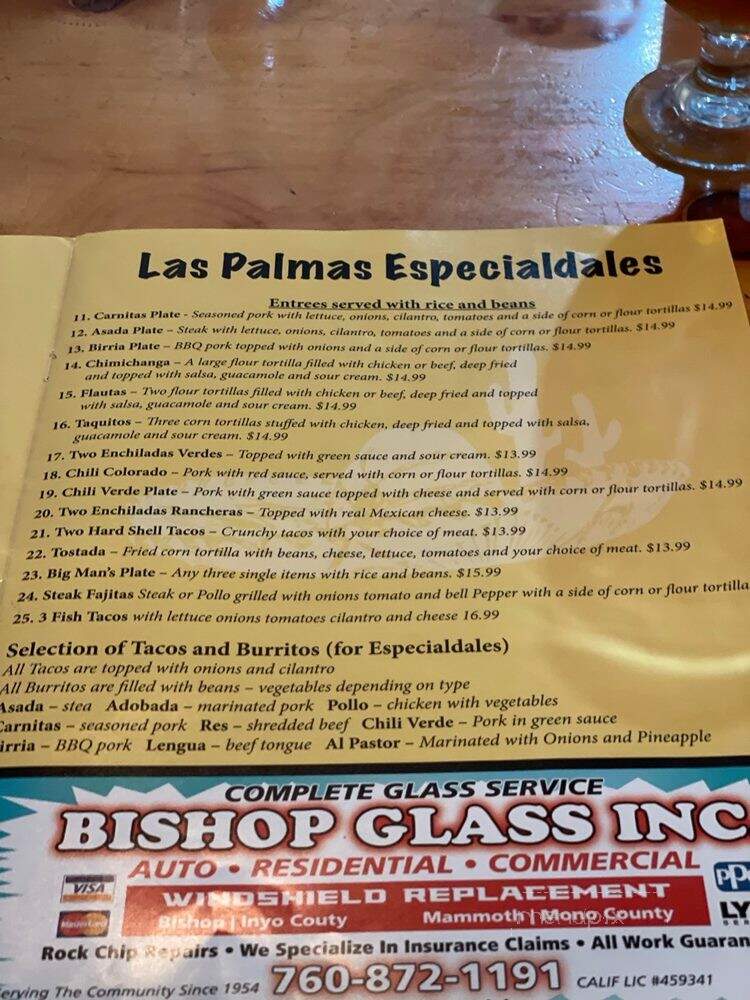 Las Palmas Especialdales
Entrees served with rice and beans
11. Carnitas Plate - Seasoned pork with lettuce, onions, cilantro, tomatoes and a side of corn or flour tortillas $14.99
12. Asada Plate – Steak with lettuce, onions, cilantro, tomatoes and a side of corn or flour tortillas. $14.99
13. Birria Plate – BBQ pork topped with onions and a side of corn or flour tortillas. $14.99
14. Chimichanga – A large flour tortilla filled with chicken or beef, deep fried
and topped with salsa, guacamole and sour cream. $14.99
15. Flautas – Two flour tortillas filled with chicken or beef, deep fried and topped
with salsa, guacamole and sour cream. $14.99
16. Taquitos – Three corn tortillas stuffed with chicken, deep fried and topped with salsa,
guacamole and sour cream. $14.99
17. Two Enchiladas Verdes – Topped with green sauce and sour cream. $13.99
18. Chili Colorado – Pork with red sauce, served with corn or flour tortillas. $14.99
19. Chili Verde Plate – Pork with green sauce topped with cheese and served with corn or flour tortillas. $14.99
20. Two Enchiladas Rancheras – Topped with real Mexican cheese. $13.99
21. Two Hard Shell Tacos – Crunchy tacos with your choice of meat. $13.99
22. Tostada – Fried corn tortilla with beans, cheese, lettuce, tomatoes and your choice of meat. $13.99
23. Big Man's Plate – Any three single items with rice and beans. $15.99
24. Steak Fajitas Steak or Pollo grilled with onions tomato and bell Pepper with a side of corn or flour tortilla
25. 3 Fish Tacos with lettuce onions tomatoes cilantro and cheese 16.99
Selection of Tacos and Burritos (for Especialdales)
All Tacos are topped with onions and cilantro
All Burritos are filled with beans – vegetables depending on type
Asada – stea Adobada – marinated pork Pollo – chicken with vegetables
Carnitas – seasoned pork Res – shredded beef Chili Verde – Pork in green sauce
irria – BBQ pork Lengua – beef tongue Al Pastor – Marinated with Onions and Pineapple
COMPLETE GLASS SERVICE
BISHOP GLASS INC
AUTO • RESIDENTIAL • COMMERCIAL
VISA
WINDSHIELD REPLACEMENT
MasterCard
Bishop | Inyo Couty Mammoth | Mono County
menupix
Rock Chip Repairs • We Specialize In Insurance Claims • All Work Guaran
erving The Community Since 1954 760-872-1191 CALIF LIC #459341